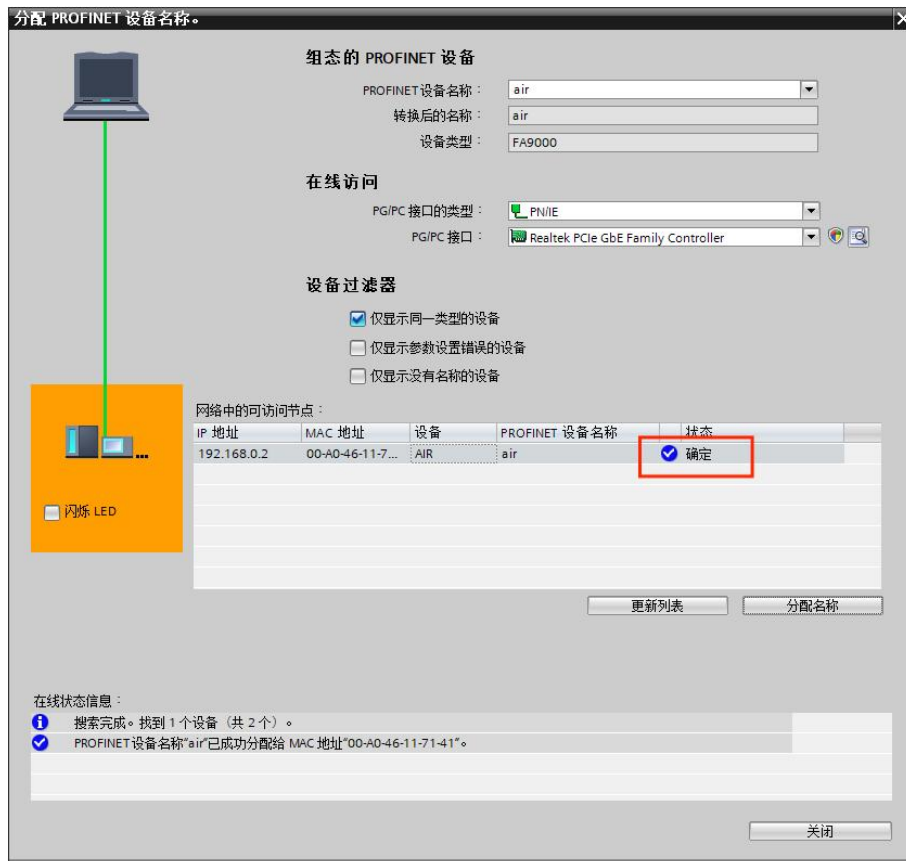 分配 PROFINET 设备名称。
组态的 PROFINET 设备
PROFINET设备名称：
air
转换后的名称：
air
设备类型：
FA9000
在线访问
PG/PC 接口的类型：
PN/IE
PG/PC 接口：
Realtek PCIe GbE Family Controller
设备过滤器
仅显示同一类型的设备
仅显示参数设置错误的设备
仅显示没有名称的设备
网络中的可访问节点：
IP 地址 MAC 地址 设备 PROFINET 设备名称 状态
192.168.0.2 00-A0-46-11-7... AIR air 确定
闪烁 LED
更新列表 分配名称
在线状态信息：
搜索完成。找到 1 个设备（共 2 个）。
PROFINET设备名称“air”已成功分配给 MAC 地址“00-A0-46-11-71-41”。
关闭